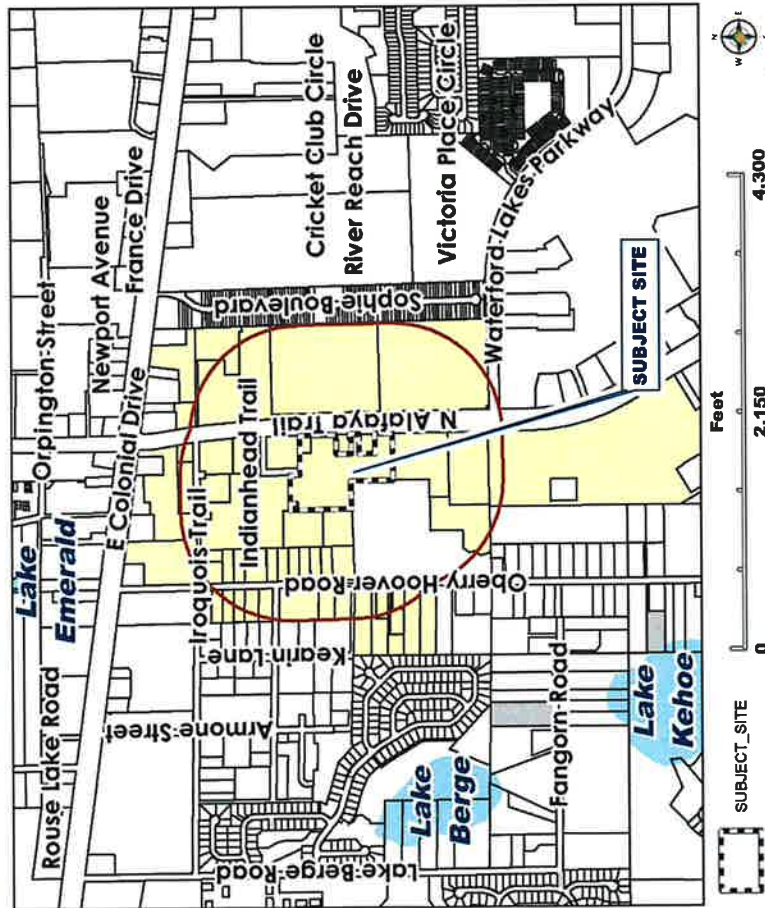 Orpington Street
Newport Avenue
France Drive
Rouse Lake Road
Lake
Emerald
E Colonial Drive
Cricket Club Circle
River Reach Drive
Victoria Place Circle
Sophie Boulevard
Iroquois Trail
Indianhead Trail
N Alafaya Trail
Waterford Lakes Parkway
Kearin Lane
Armone Street
Oberry Hoover Road
Lake Berge Road
Lake
Berge
Fangorn Road
Lake
Kehoe
SUBJECT SITE
SUBJECT_SITE
Feet
0
2,150
4,300
N
E
S
W